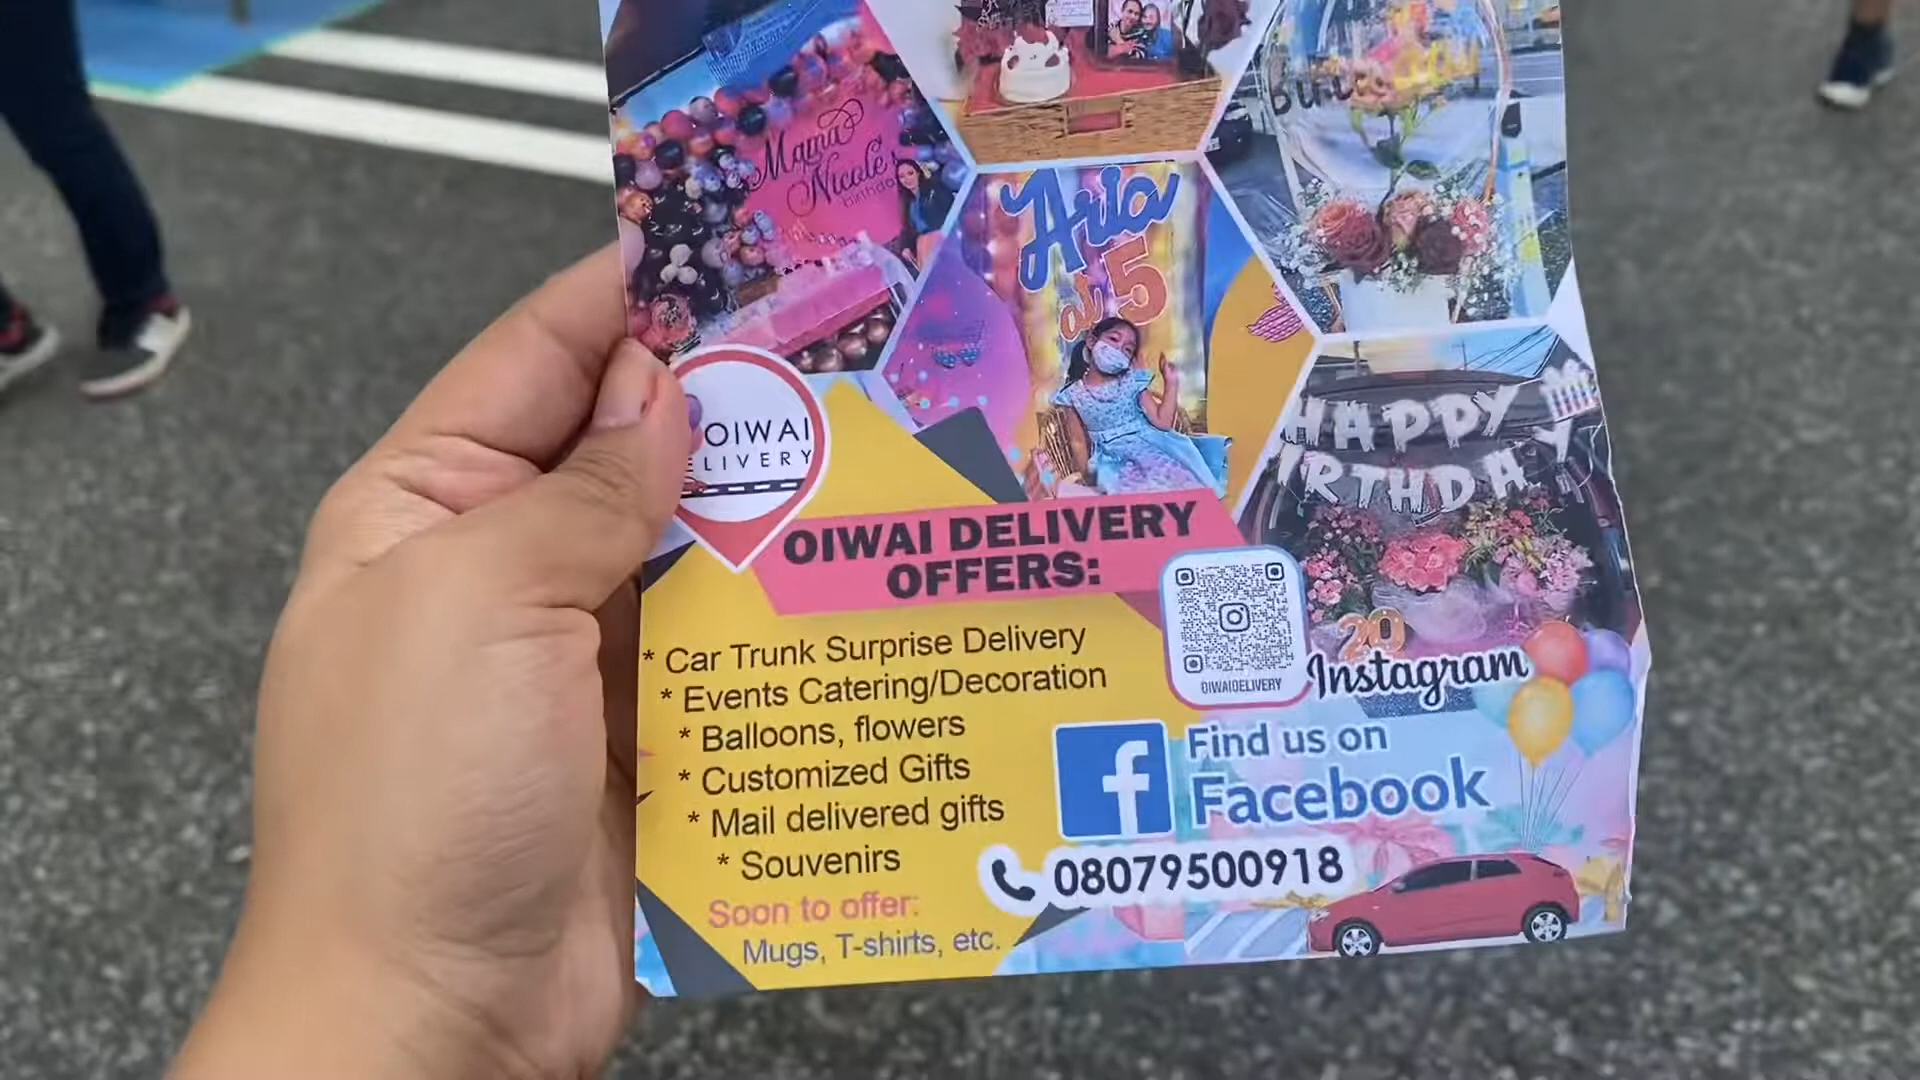 Mama
Nicole's
birthday
Aria
at 5
HAPPY
BIRTHDAY
20
OIWAI
DELIVERY
OIWAI DELIVERY
OFFERS:
* Car Trunk Surprise Delivery
* Events Catering/Decoration
* Balloons, flowers
* Customized Gifts
* Mail delivered gifts
* Souvenirs
Soon to offer:
Mugs, T-shirts, etc.
OIWAIDELIVERY
Instagram
f
Find us on
Facebook
08079500918